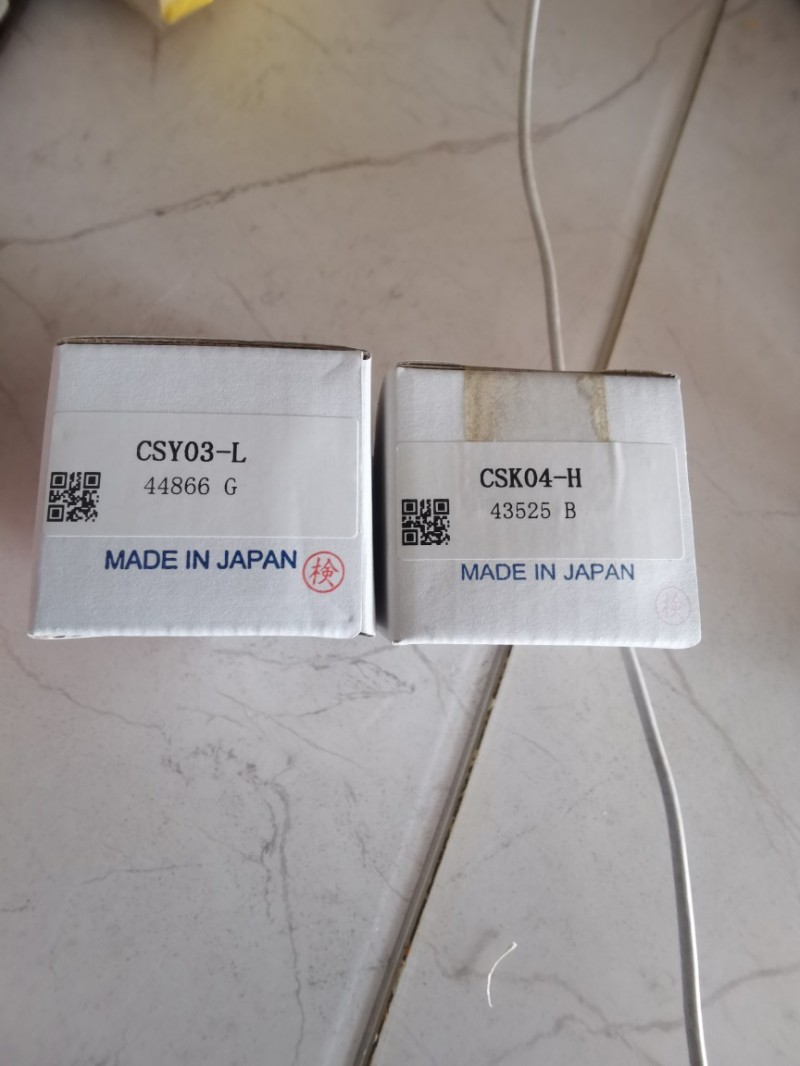 CSY03-L
44866 G
MADE IN JAPAN
検
CSK04-H
43525 B
MADE IN JAPAN
検